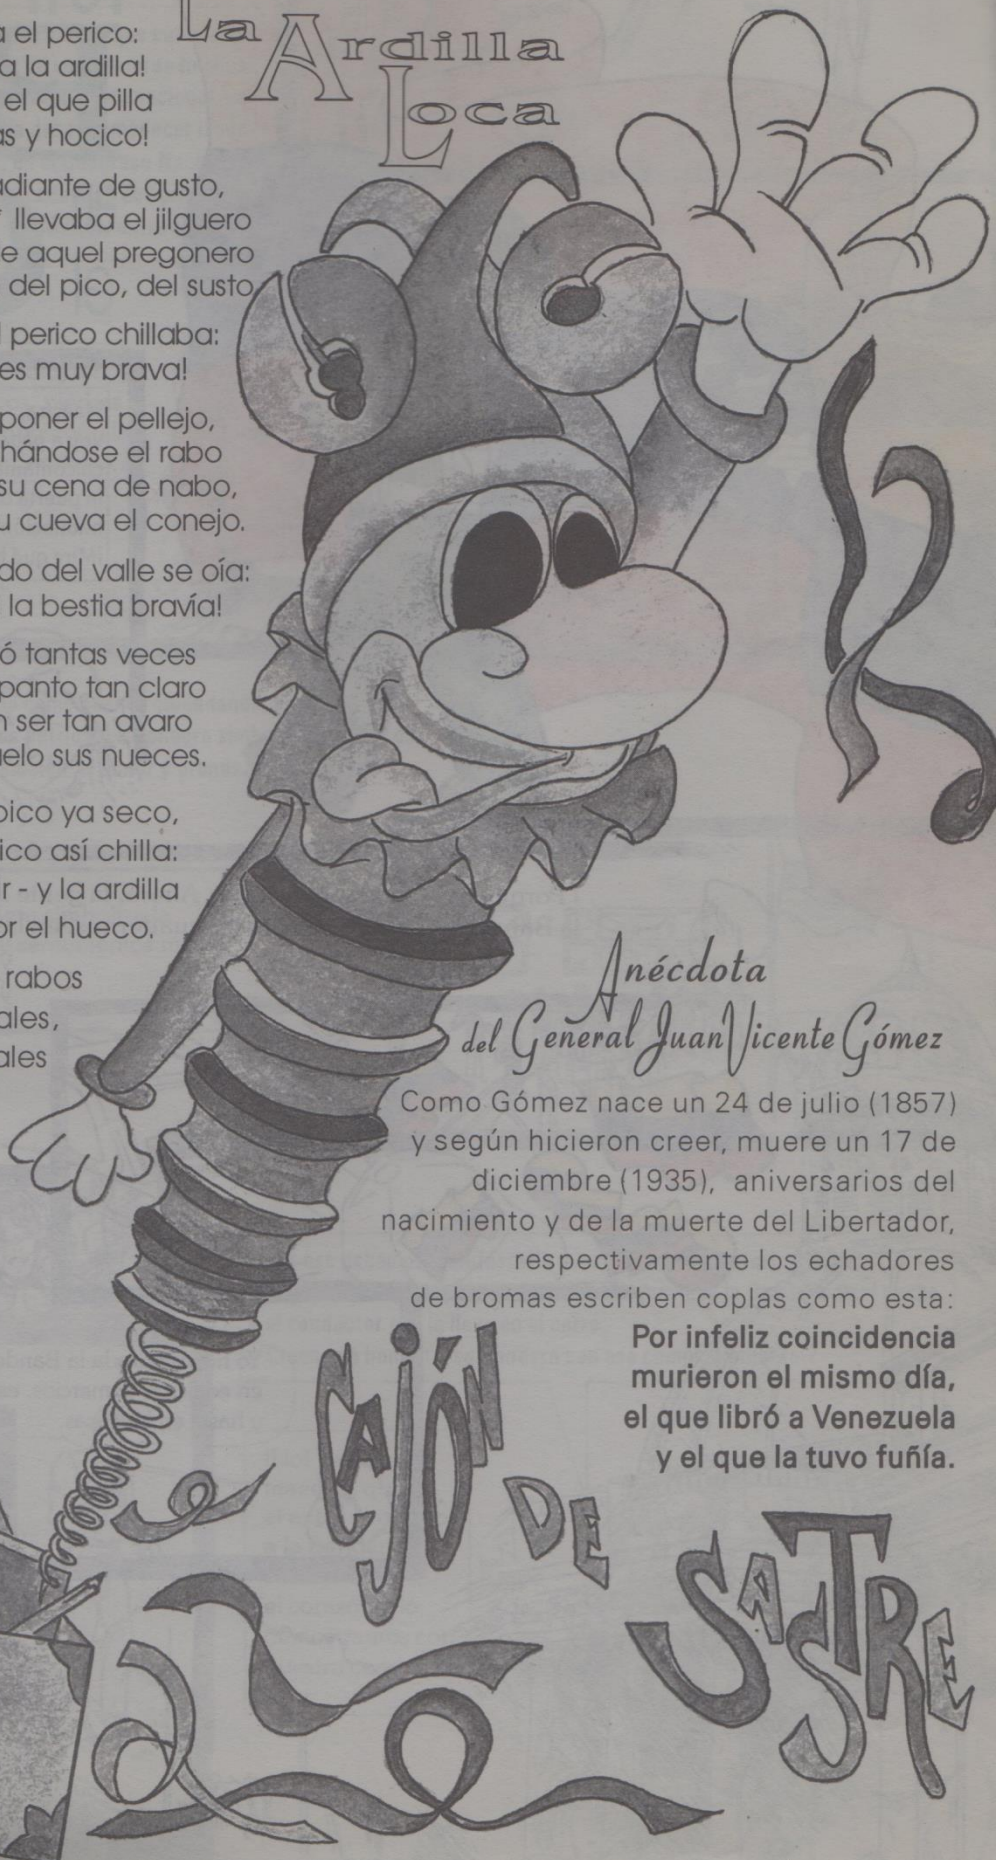 La Ardilla
Loca
a el perico:
a la ardilla!
el que pilla
as y hocico!
adiante de gusto,
llevaba el jilguero
e aquel pregonero
del pico, del susto
l perico chillaba:
es muy brava!
poner el pellejo,
hándose el rabo
su cena de nabo,
u cueva el conejo.
do del valle se oía:
la bestia bravía!
ó tantas veces
panto tan claro
n ser tan avaro
elo sus nueces.
pico ya seco,
ico así chilla:
r - y la ardilla
or el hueco.
rabos
ales,
ales
Anécdota
del General Juan Vicente Gómez
Como Gómez nace un 24 de julio (1857)
y según hicieron creer, muere un 17 de
diciembre (1935), aniversarios del
nacimiento y de la muerte del Libertador,
respectivamente los echadores
de bromas escriben coplas como esta:
Por infeliz coincidencia
murieron el mismo día,
el que libró a Venezuela
y el que la tuvo fuñía.
CAJÓN
DE
SASTRE